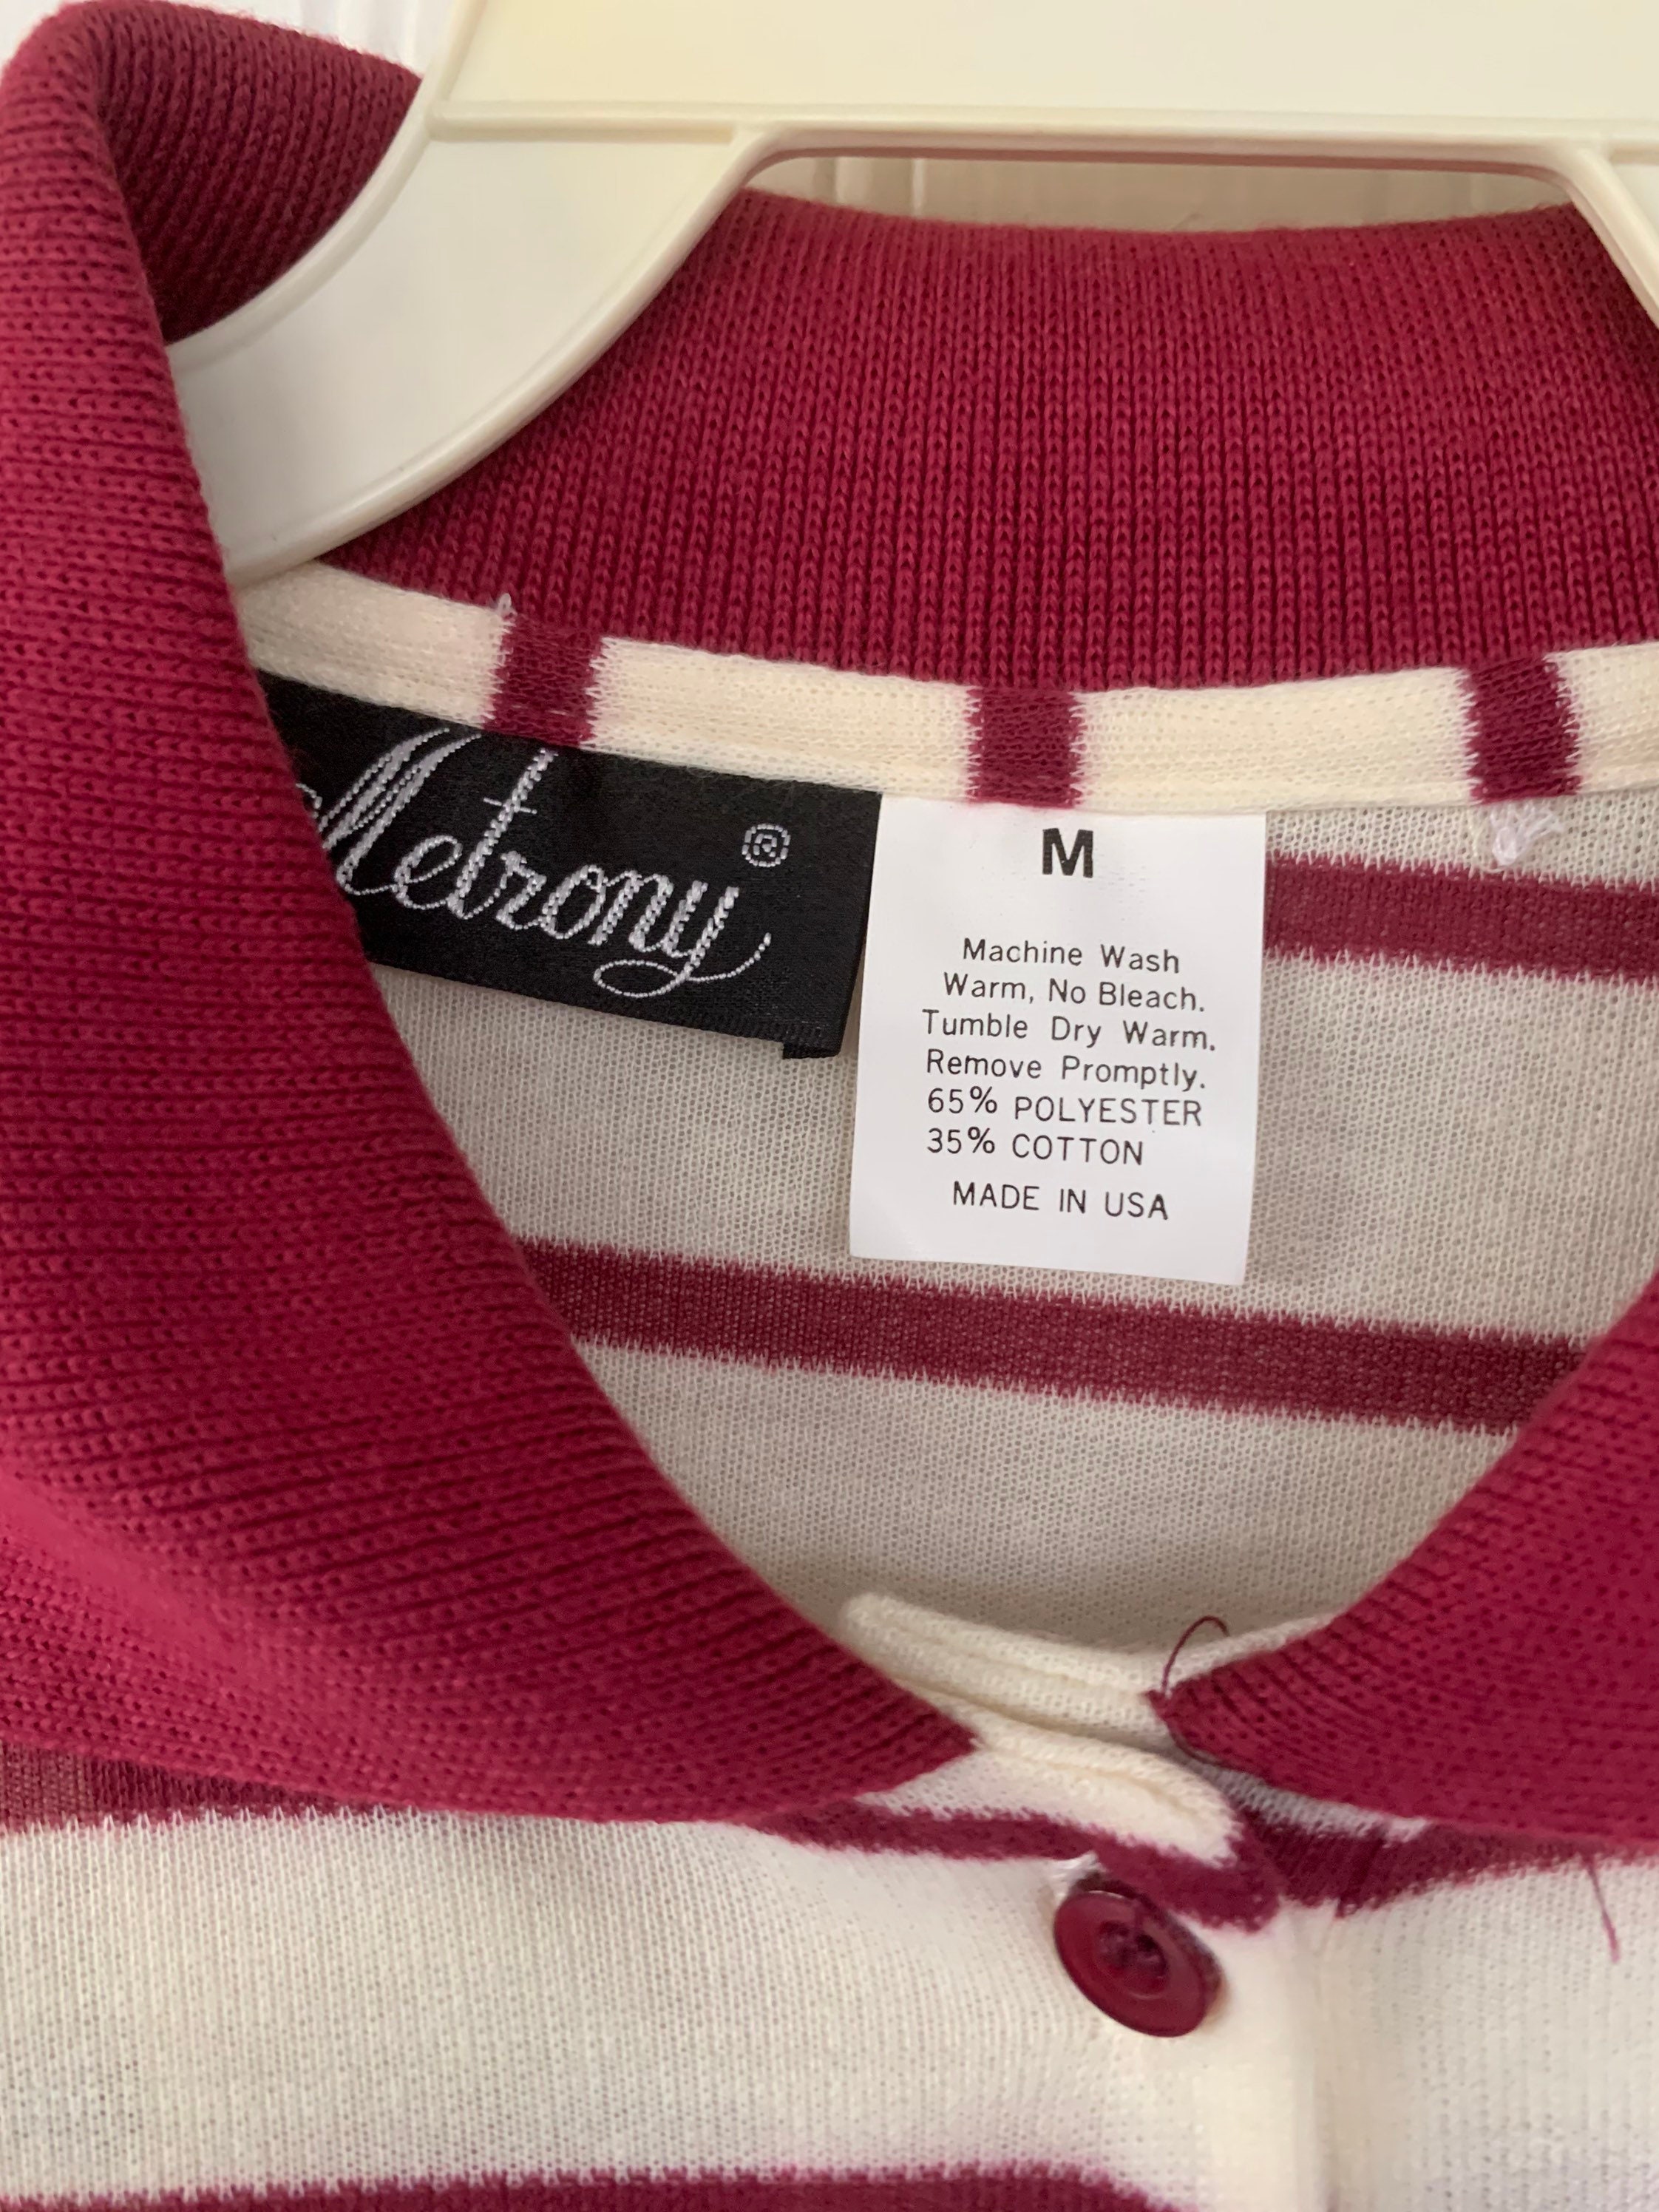 Metrony ®
M
Machine Wash
Warm, No Bleach.
Tumble Dry Warm.
Remove Promptly.
65% POLYESTER
35% COTTON
MADE IN USA